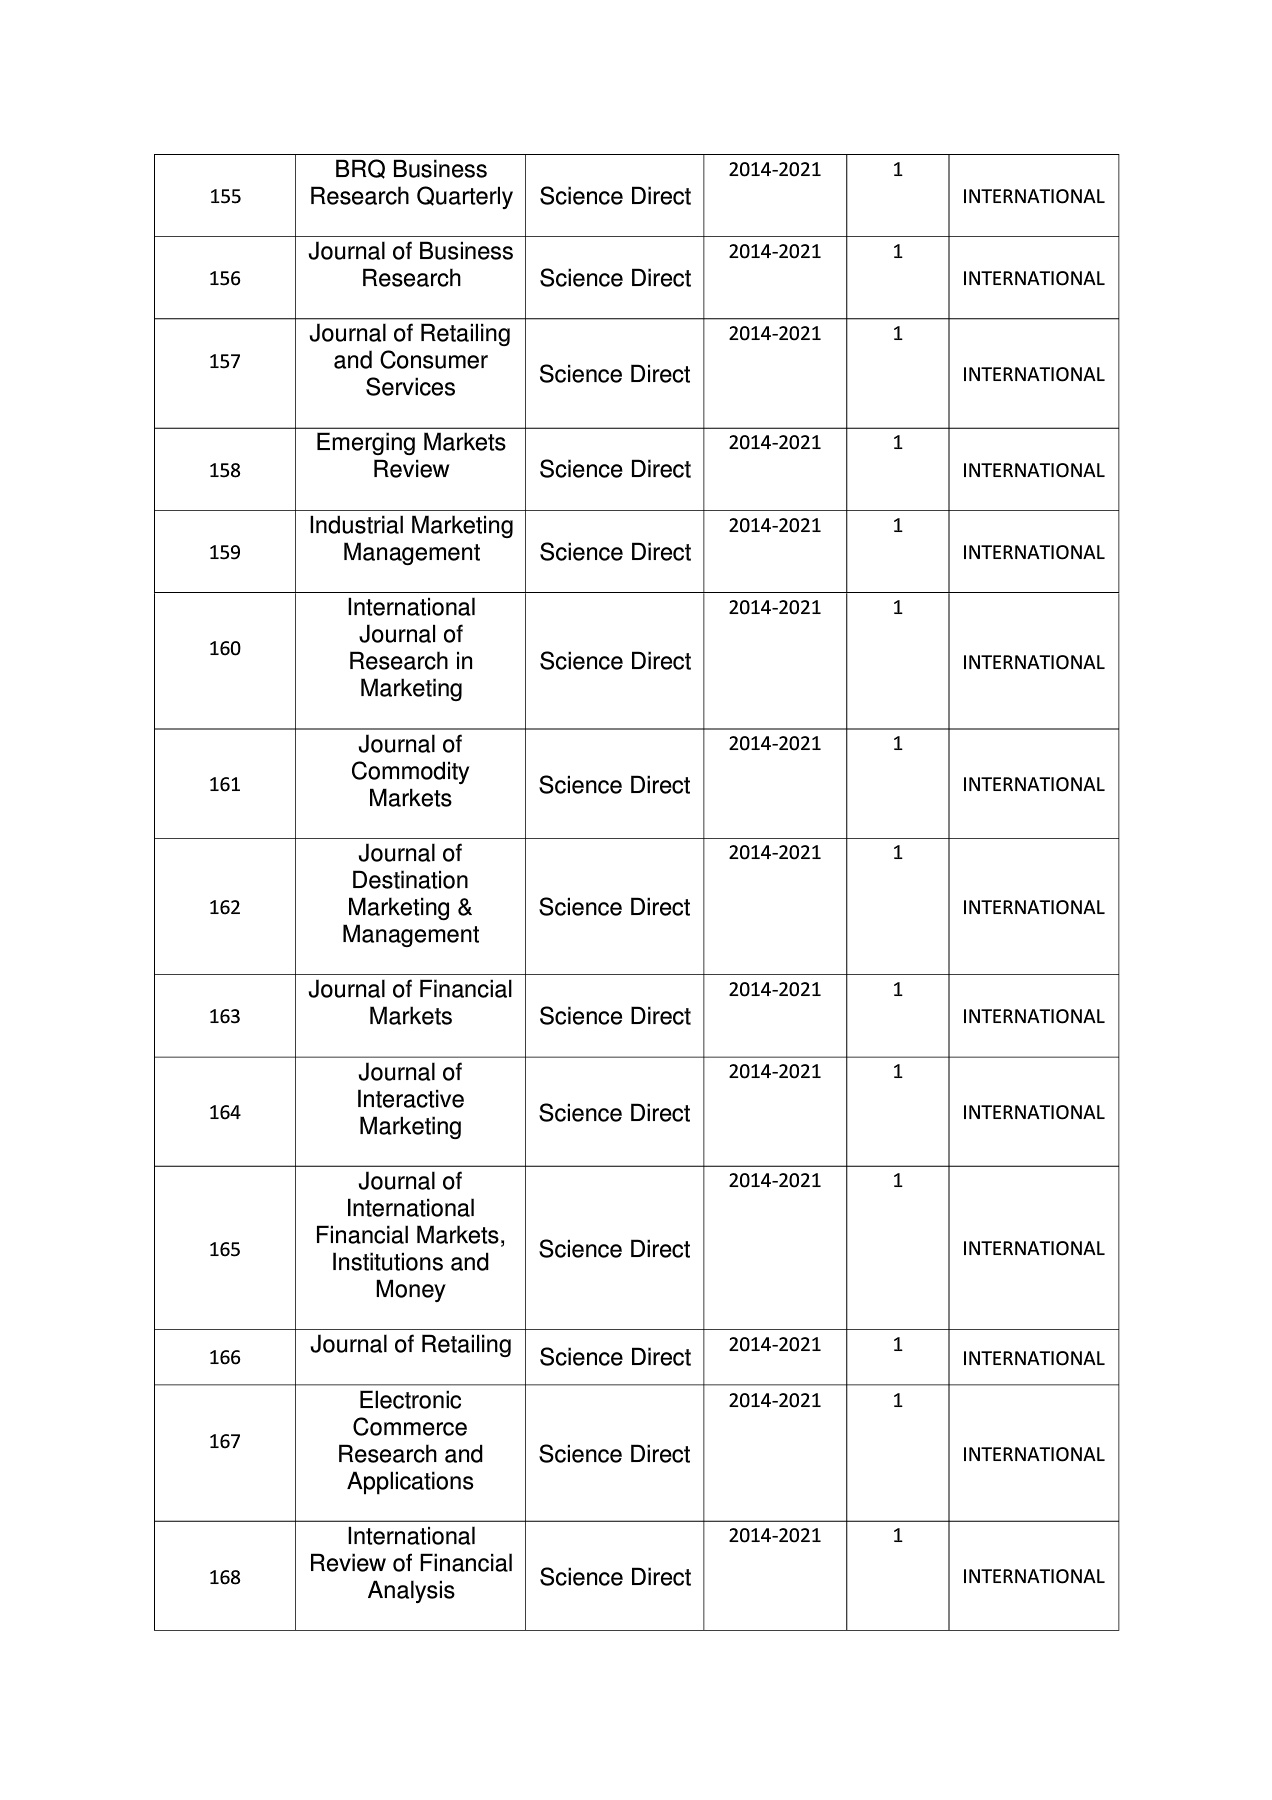 155
BRQ Business
Research Quarterly
Science Direct
2014-2021
1
INTERNATIONAL
156
Journal of Business
Research
Science Direct
2014-2021
1
INTERNATIONAL
157
Journal of Retailing
and Consumer
Services
Science Direct
2014-2021
1
INTERNATIONAL
158
Emerging Markets
Review
Science Direct
2014-2021
1
INTERNATIONAL
159
Industrial Marketing
Management
Science Direct
2014-2021
1
INTERNATIONAL
160
International
Journal of
Research in
Marketing
Science Direct
2014-2021
1
INTERNATIONAL
161
Journal of
Commodity
Markets
Science Direct
2014-2021
1
INTERNATIONAL
162
Journal of
Destination
Marketing &
Management
Science Direct
2014-2021
1
INTERNATIONAL
163
Journal of Financial
Markets
Science Direct
2014-2021
1
INTERNATIONAL
164
Journal of
Interactive
Marketing
Science Direct
2014-2021
1
INTERNATIONAL
165
Journal of
International
Financial Markets,
Institutions and
Money
Science Direct
2014-2021
1
INTERNATIONAL
166
Journal of Retailing
Science Direct
2014-2021
1
INTERNATIONAL
167
Electronic
Commerce
Research and
Applications
Science Direct
2014-2021
1
INTERNATIONAL
168
International
Review of Financial
Analysis
Science Direct
2014-2021
1
INTERNATIONAL